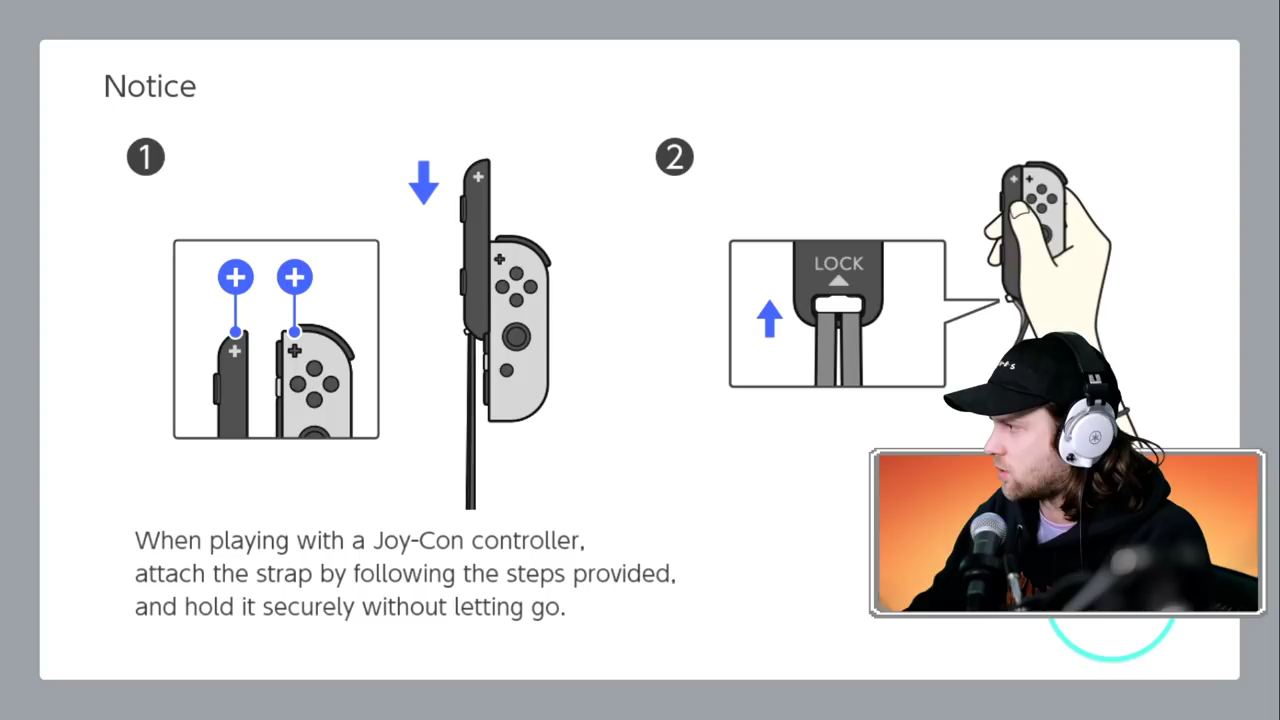 Notice
1
2
LOCK
When playing with a Joy-Con controller,
attach the strap by following the steps provided,
and hold it securely without letting go.